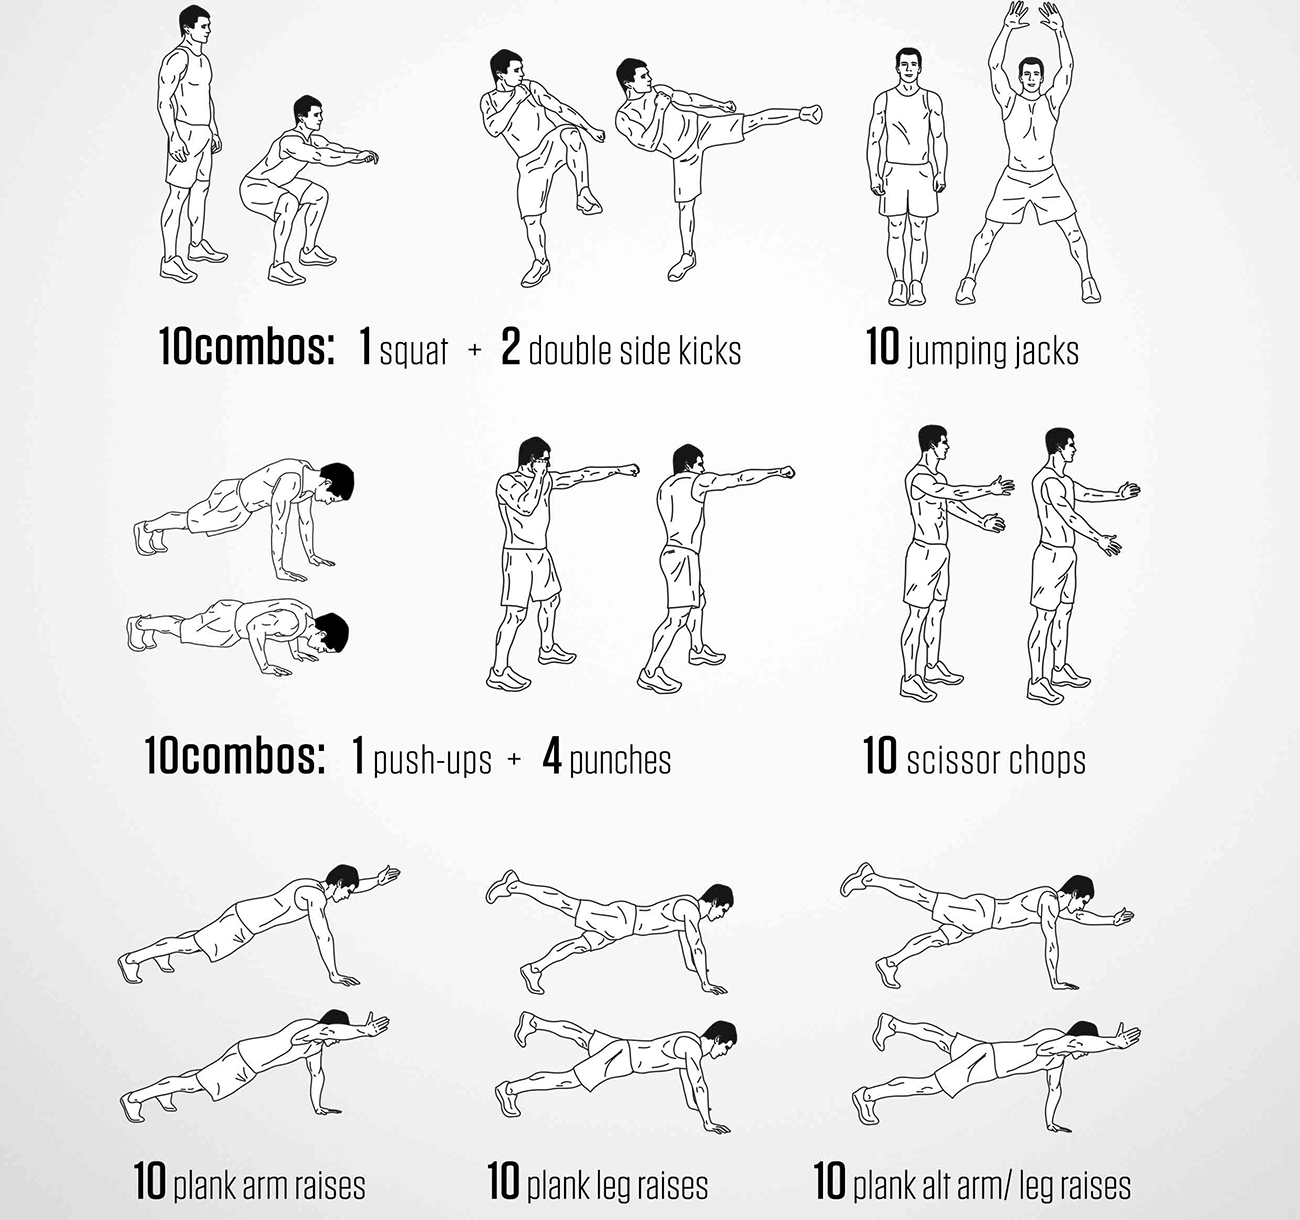 10combos: 1 squat + 2 double side kicks
10 jumping jacks
10combos: 1 push-ups + 4 punches
10 scissor chops
10 plank arm raises
10 plank leg raises
10 plank alt arm/ leg raises